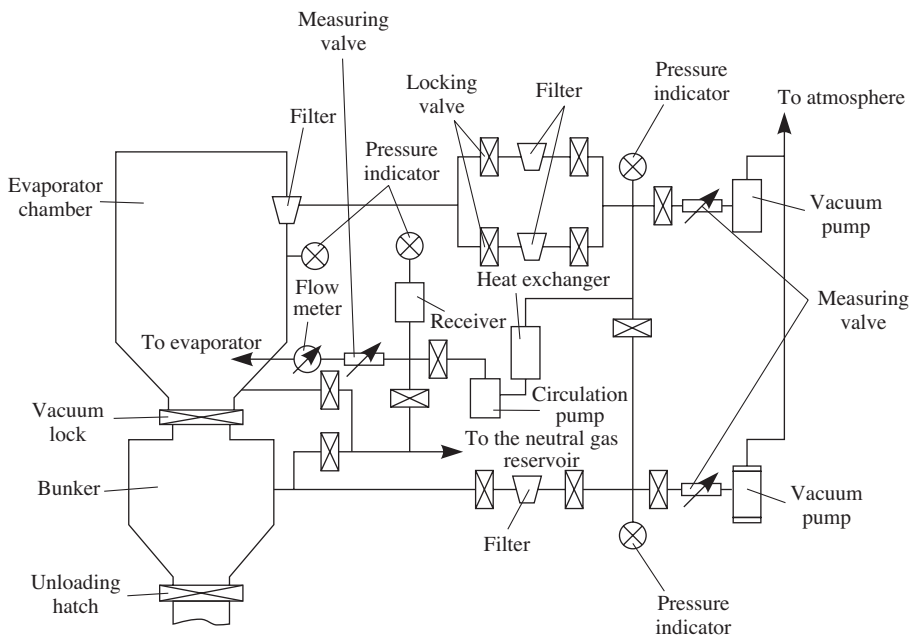 Measuring
valve
Pressure
indicator
Locking
valve
Filter
To atmosphere
Filter
Pressure
indicator
Evaporator
chamber
Vacuum
pump
Heat exchanger
Flow
meter
Receiver
Measuring
valve
To evaporator
Circulation
pump
Vacuum
lock
To the neutral gas
reservoir
Bunker
Vacuum
pump
Filter
Unloading
hatch
Pressure
indicator